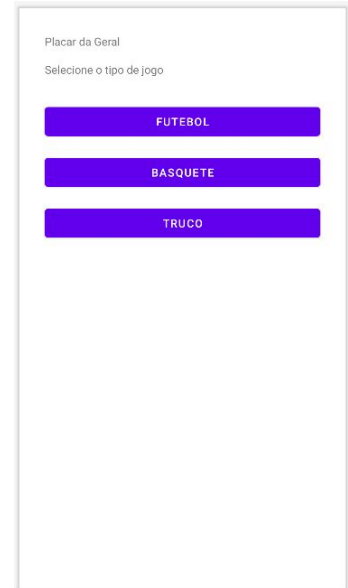 Placar da Geral
Selecione o tipo de jogo
FUTEBOL
BASQUETE
TRUCO